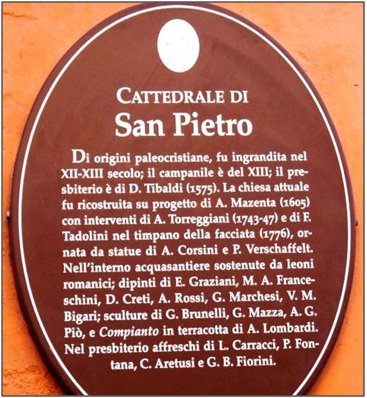 CATTEDRALE DI
San Pietro
Di origini paleocristiane, fu ingrandita nel
XII-XIII secolo; il campanile è del XIII; il pre-
sbiterio è di D. Tibaldi (1575). La chiesa attuale
fu ricostruita su progetto di A. Mazenta (1605)
con interventi di A. Torreggiani (1743-47) e di F.
Tadolini nel timpano della facciata (1776), or-
nata da statue di A. Corsini e P. Verschaffelt.
Nell'interno acquasantiere sostenute da leoni
romanici; dipinti di E. Graziani, M. A. France-
schini, D. Creti, A. Rossi, G. Marchesi, V. M.
Bigari; sculture di G. Brunelli, G. Mazza, A. G.
Piò, e Compianto in terracotta di A. Lombardi.
Nel presbiterio affreschi di L. Carracci, P. Fon-
tana, C. Aretusi e G. B. Fiorini.